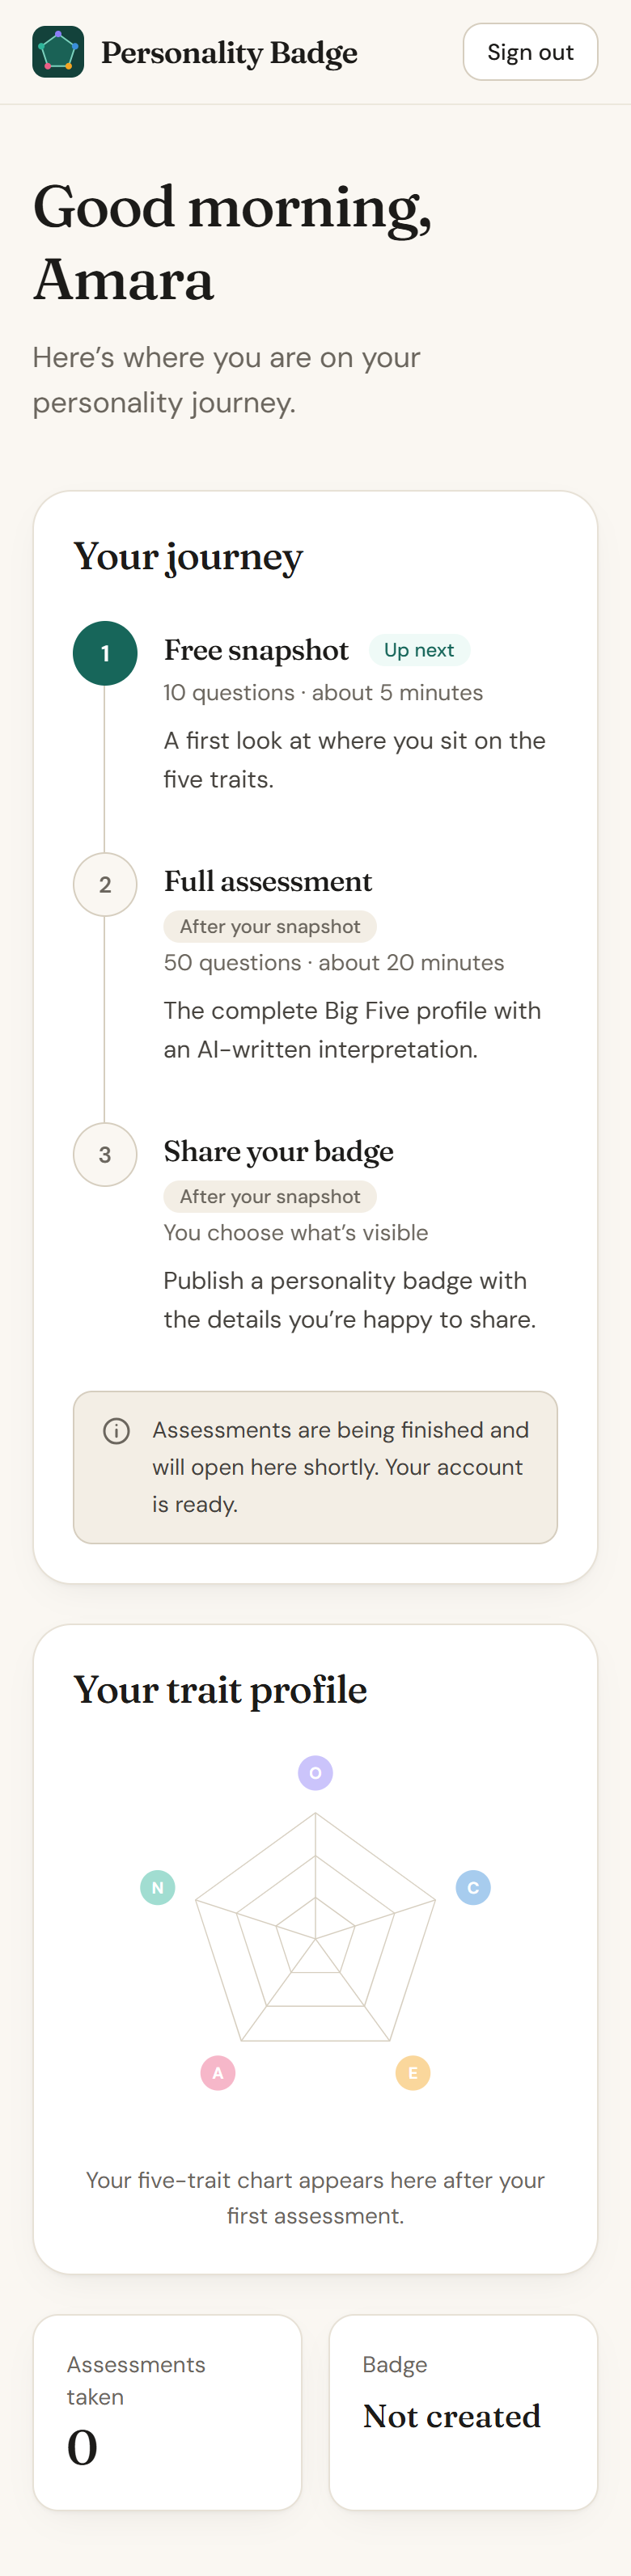 Personality Badge
Sign out
Good morning,
Amara
Here’s where you are on your
personality journey.
Your journey
1
Free snapshot
Up next
10 questions · about 5 minutes
A first look at where you sit on the
five traits.
2
Full assessment
After your snapshot
50 questions · about 20 minutes
The complete Big Five profile with
an AI-written interpretation.
3
Share your badge
After your snapshot
You choose what’s visible
Publish a personality badge with
the details you’re happy to share.
Assessments are being finished and
will open here shortly. Your account
is ready.
Your trait profile
O
N
C
A
E
Your five-trait chart appears here after your
first assessment.
Assessments
taken
0
Badge
Not created